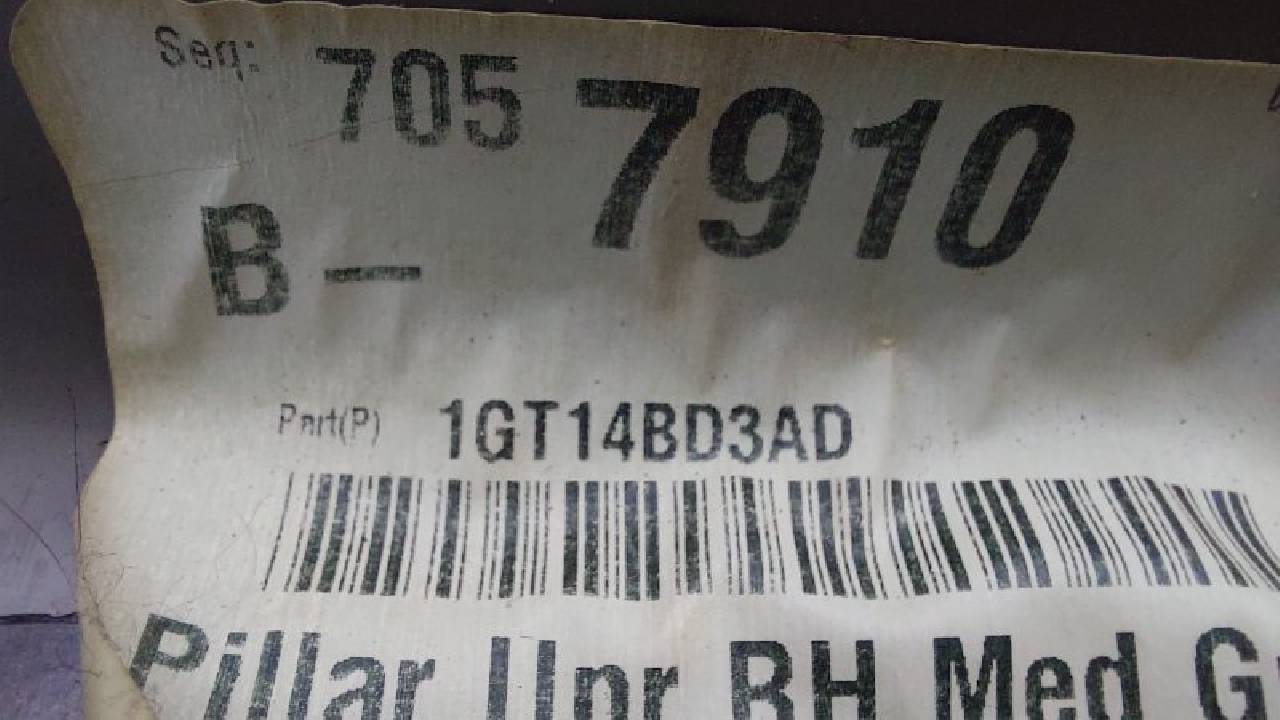 Seq: 705 7910
B-
Part(P) 1GT14BD3AD
Pillar Upr RH Med